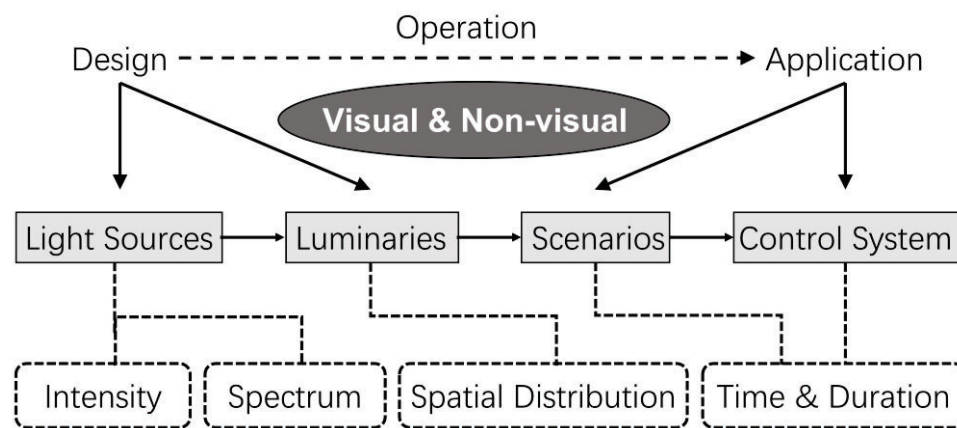 Operation
Design
Application
Visual & Non-visual
Light Sources
Luminaries
Scenarios
Control System
Intensity
Spectrum
Spatial Distribution
Time & Duration